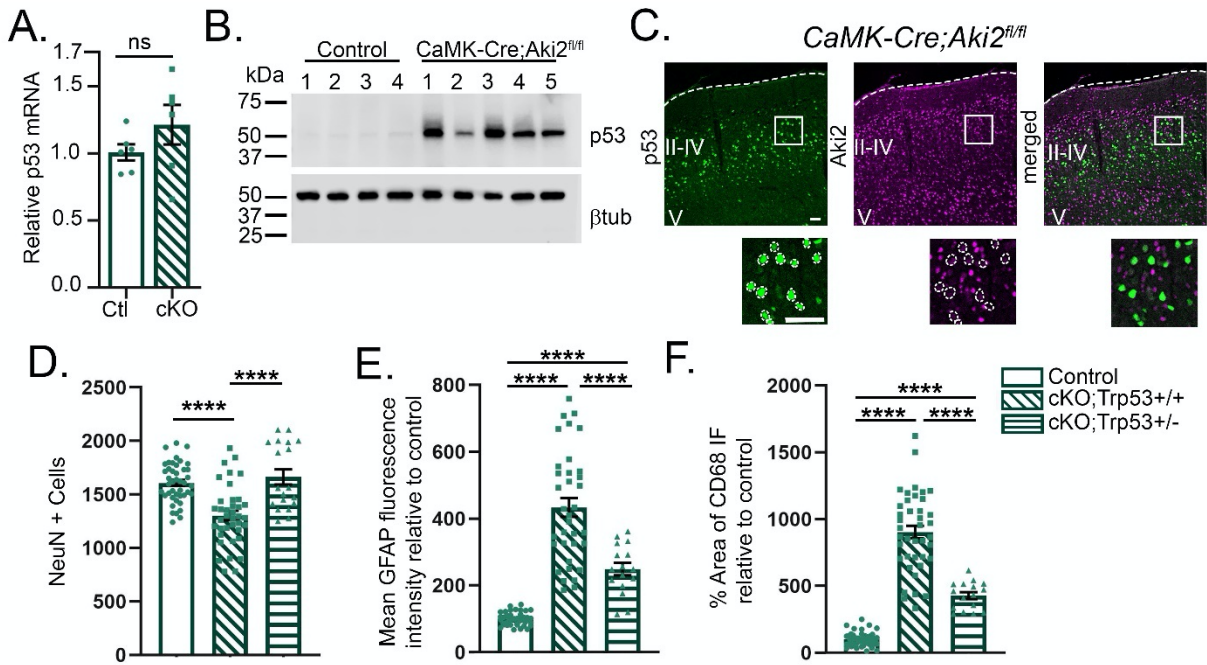 A.
ns
Relative p53 mRNA
1.7
1.5
1.0
0.5
0.0
Ctl
cKO
B.
Control
CaMK-Cre;Aki2fl/fl
kDa
1 2 3 4 1 2 3 4 5
75
50
37
p53
50
37
25
βtub
C.
CaMK-Cre;Aki2fl/fl
p53
II-IV
V
Aki2
II-IV
V
merged
II-IV
V
D.
NeuN + Cells
2500
2000
1500
1000
500
0
****
****
E.
Mean GFAP fluorescence
intensity relative to control
800
600
400
200
0
****
****
****
F.
% Area of CD68 IF
relative to control
2000
1500
1000
500
0
****
****
****
Control
cKO;Trp53+/+
cKO;Trp53+/-